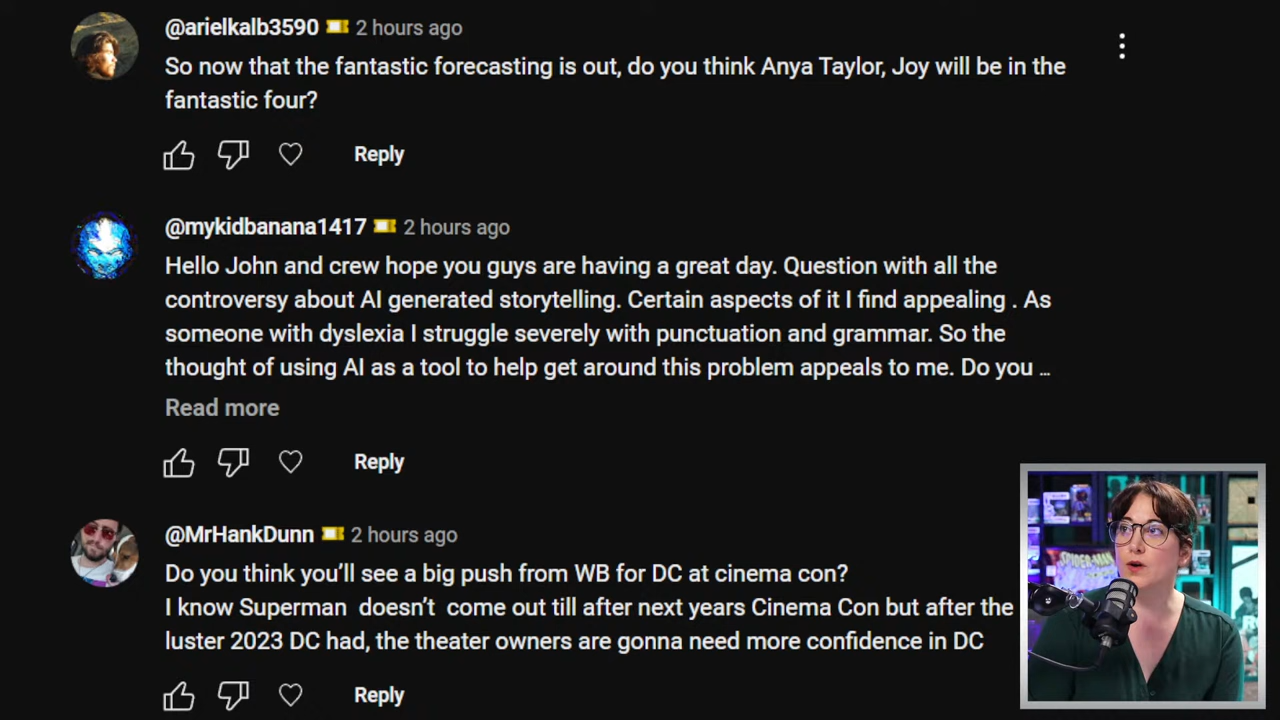 @arielkalb3590 2 hours ago
So now that the fantastic forecasting is out, do you think Anya Taylor, Joy will be in the
fantastic four?
Reply
@mykidbanana1417 2 hours ago
Hello John and crew hope you guys are having a great day. Question with all the
controversy about AI generated storytelling. Certain aspects of it I find appealing . As
someone with dyslexia I struggle severely with punctuation and grammar. So the
thought of using AI as a tool to help get around this problem appeals to me. Do you ...
Read more
Reply
@MrHankDunn 2 hours ago
Do you think you’ll see a big push from WB for DC at cinema con?
I know Superman doesn’t come out till after next years Cinema Con but after the
luster 2023 DC had, the theater owners are gonna need more confidence in DC
Reply
SPIDER-MAN